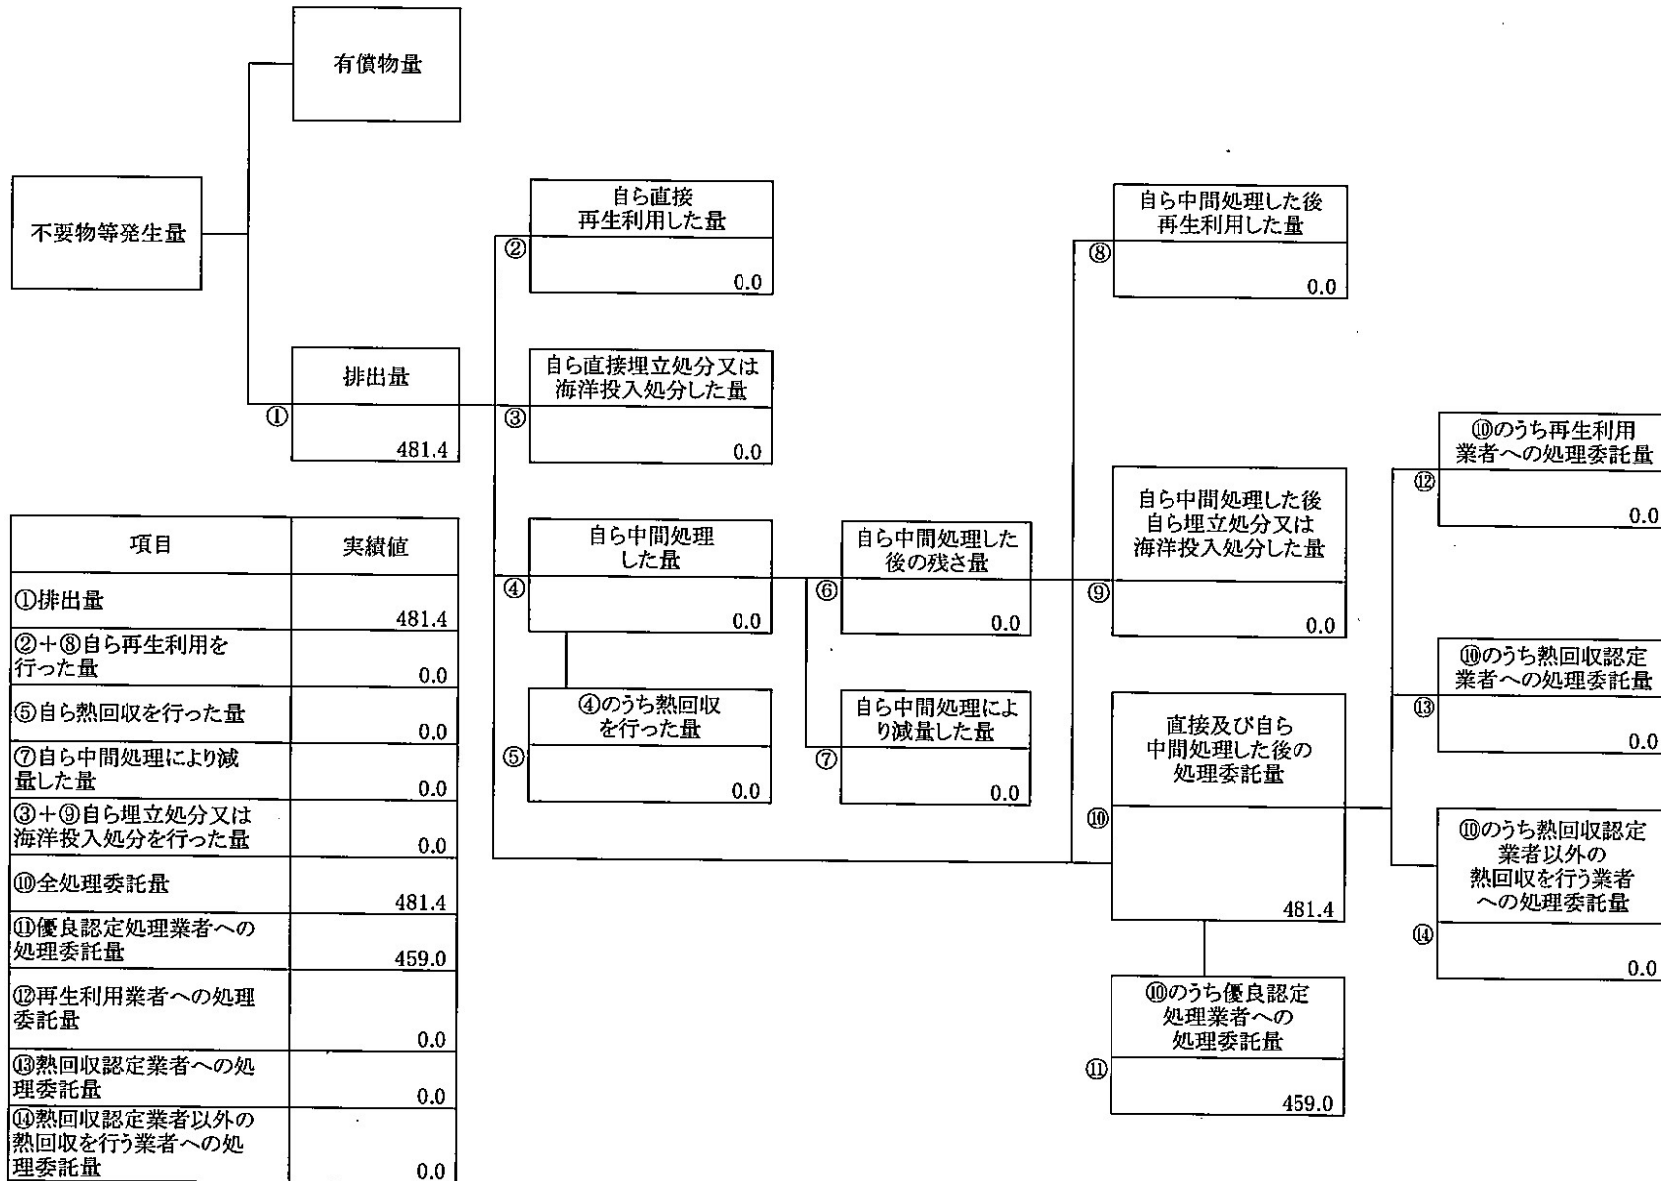 有償物量
不要物等発生量
排出量
①
481.4
自ら直接
再生利用した量
②
0.0
自ら直接埋立処分又は
海洋投入処分した量
③
0.0
自ら中間処理
した量
④
0.0
④のうち熱回収
を行った量
⑤
0.0
自ら中間処理した
後の残さ量
⑥
0.0
自ら中間処理によ
り減量した量
⑦
0.0
自ら中間処理した後
再生利用した量
⑧
0.0
自ら中間処理した後
自ら埋立処分又は
海洋投入処分した量
⑨
0.0
直接及び自ら
中間処理した後の
処理委託量
⑩
481.4
⑩のうち優良認定
処理業者への
処理委託量
⑪
459.0
⑩のうち再生利用
業者への処理委託量
⑫
0.0
⑩のうち熱回収認定
業者への処理委託量
⑬
0.0
⑩のうち熱回収認定
業者以外の
熱回収を行う業者
への処理委託量
⑭
0.0
項目 実績値
①排出量
481.4
②+⑧自ら再生利用を
行った量
0.0
⑤自ら熱回収を行った量
0.0
⑦自ら中間処理により減
量した量
0.0
③+⑨自ら埋立処分又は
海洋投入処分を行った量
0.0
⑩全処理委託量
481.4
⑪優良認定処理業者への
処理委託量
459.0
⑫再生利用業者への処理
委託量
0.0
⑬熱回収認定業者への処
理委託量
0.0
⑭熱回収認定業者以外の
熱回収を行う業者への処
理委託量
0.0